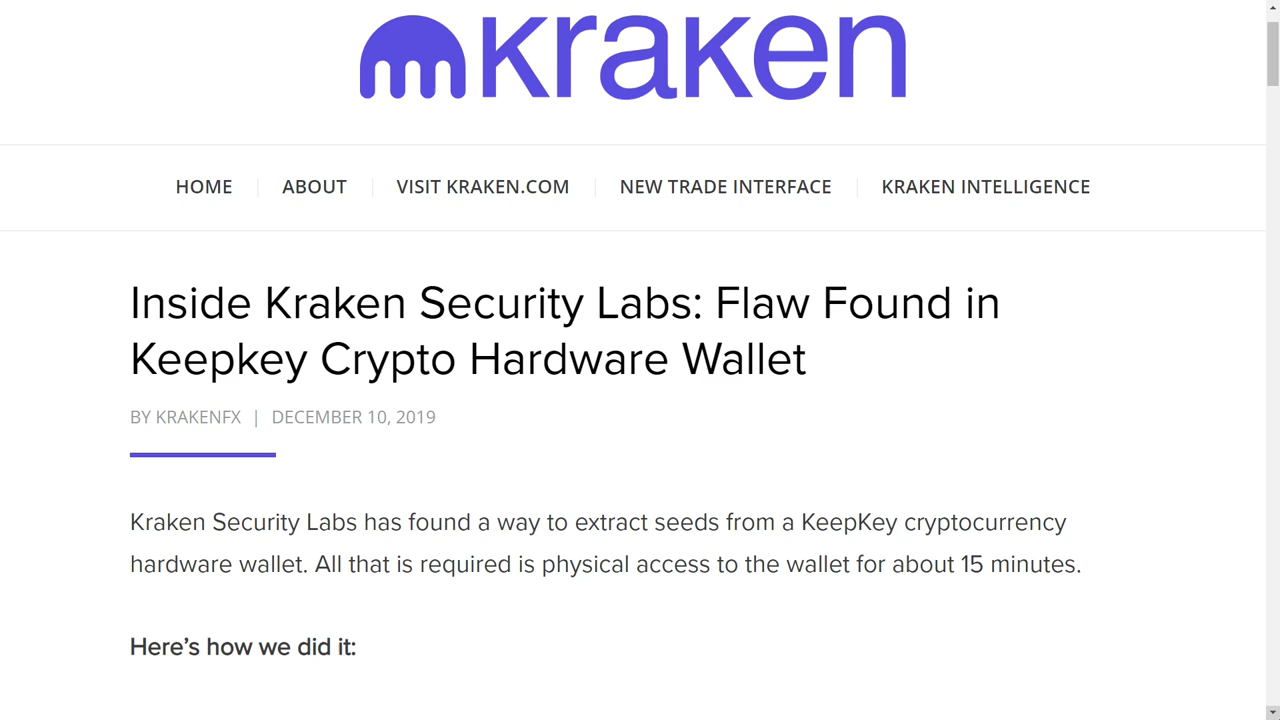 kraken
HOME ABOUT VISIT KRAKEN.COM NEW TRADE INTERFACE KRAKEN INTELLIGENCE
Inside Kraken Security Labs: Flaw Found in
Keepkey Crypto Hardware Wallet
BY KRAKENFX | DECEMBER 10, 2019
Kraken Security Labs has found a way to extract seeds from a KeepKey cryptocurrency
hardware wallet. All that is required is physical access to the wallet for about 15 minutes.
Here’s how we did it: